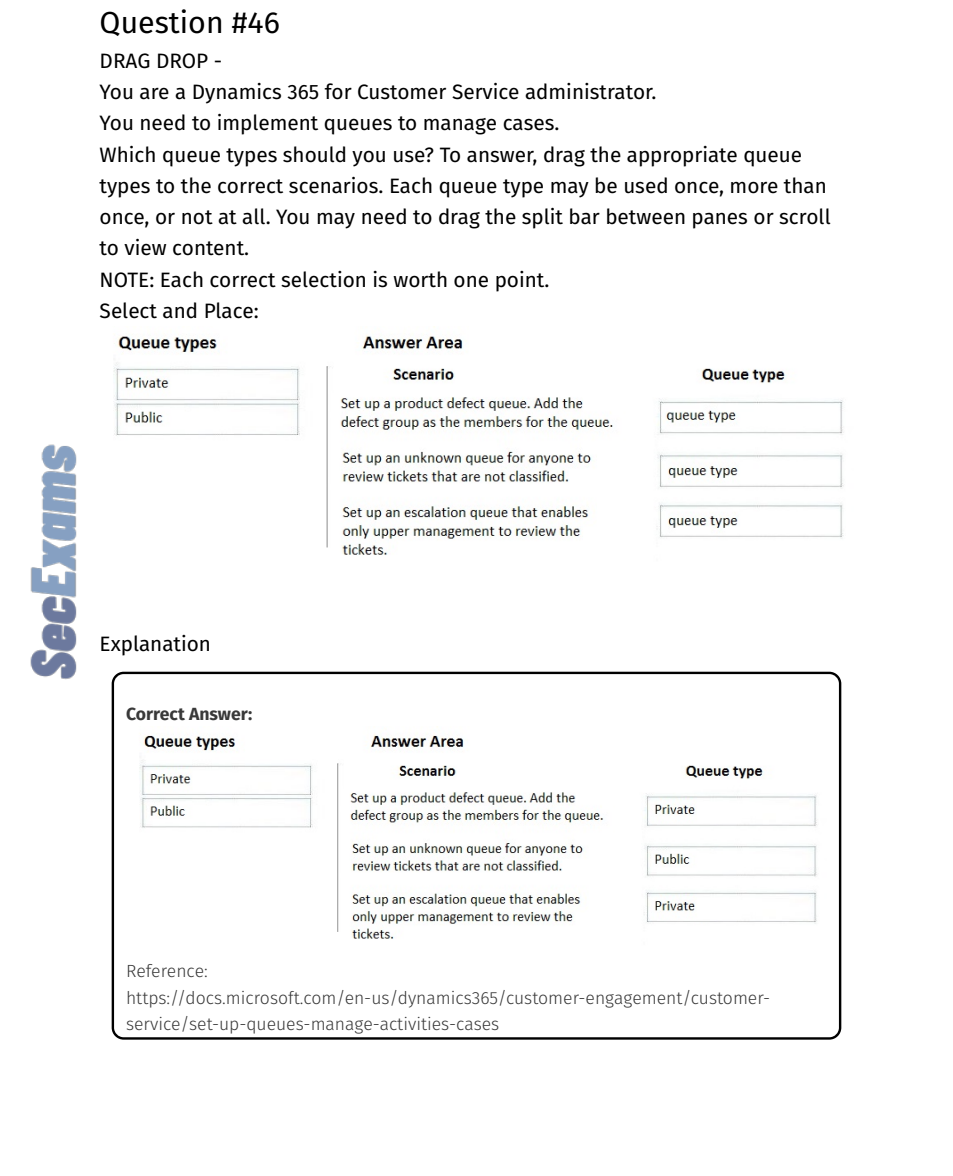 Question #46
DRAG DROP -
You are a Dynamics 365 for Customer Service administrator.
You need to implement queues to manage cases.
Which queue types should you use? To answer, drag the appropriate queue
types to the correct scenarios. Each queue type may be used once, more than
once, or not at all. You may need to drag the split bar between panes or scroll
to view content.
NOTE: Each correct selection is worth one point.
Select and Place:
Queue types
Answer Area
Scenario
Queue type
Private
Public
Set up a product defect queue. Add the
defect group as the members for the queue.
queue type
Set up an unknown queue for anyone to
review tickets that are not classified.
queue type
Set up an escalation queue that enables
only upper management to review the
tickets.
queue type
SecExams
Explanation
Correct Answer:
Queue types
Answer Area
Scenario
Queue type
Private
Public
Set up a product defect queue. Add the
defect group as the members for the queue.
Private
Set up an unknown queue for anyone to
review tickets that are not classified.
Public
Set up an escalation queue that enables
only upper management to review the
tickets.
Private
Reference:
https://docs.microsoft.com/en-us/dynamics365/customer-engagement/customer-
service/set-up-queues-manage-activities-cases